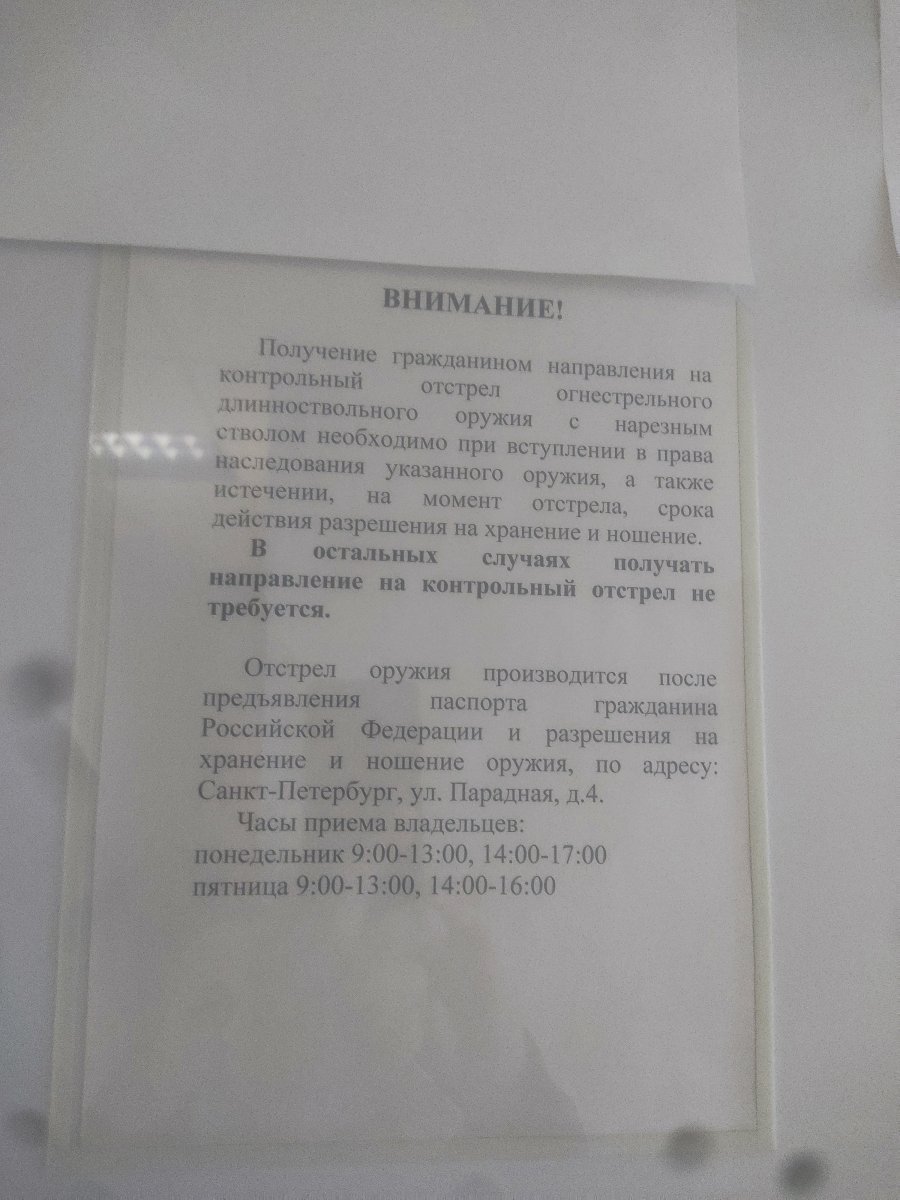 ВНИМАНИЕ!
Получение гражданином направления на
контрольный отстрел огнестрельного
длинноствольного оружия с нарезным
стволом необходимо при вступлении в права
наследования указанного оружия, а также
истечении, на момент отстрела, срока
действия разрешения на хранение и ношение.
В остальных случаях получать
направление на контрольный отстрел не
требуется.
Отстрел оружия производится после
предъявления паспорта гражданина
Российской Федерации и разрешения на
хранение и ношение оружия, по адресу:
Санкт-Петербург, ул. Парадная, д.4.
Часы приема владельцев:
понедельник 9:00-13:00, 14:00-17:00
пятница 9:00-13:00, 14:00-16:00